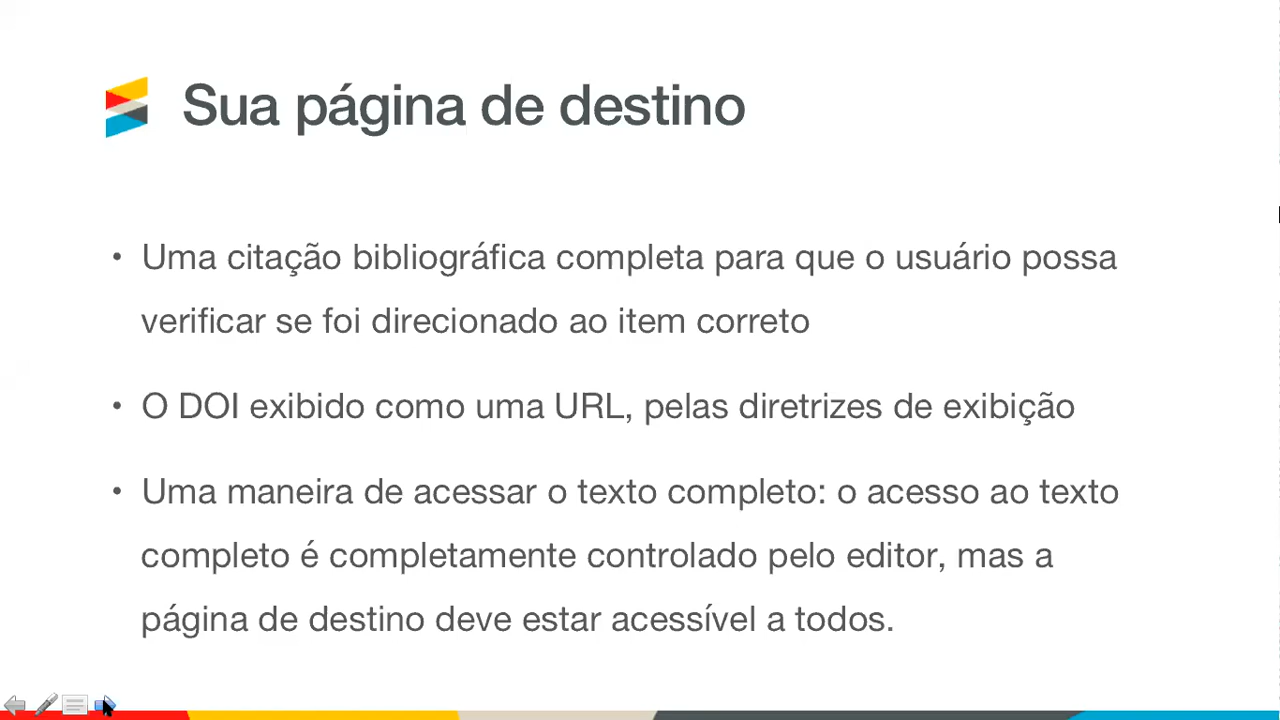 Sua página de destino
• Uma citação bibliográfica completa para que o usuário possa
verificar se foi direcionado ao item correto
• O DOI exibido como uma URL, pelas diretrizes de exibição
• Uma maneira de acessar o texto completo: o acesso ao texto
completo é completamente controlado pelo editor, mas a
página de destino deve estar acessível a todos.